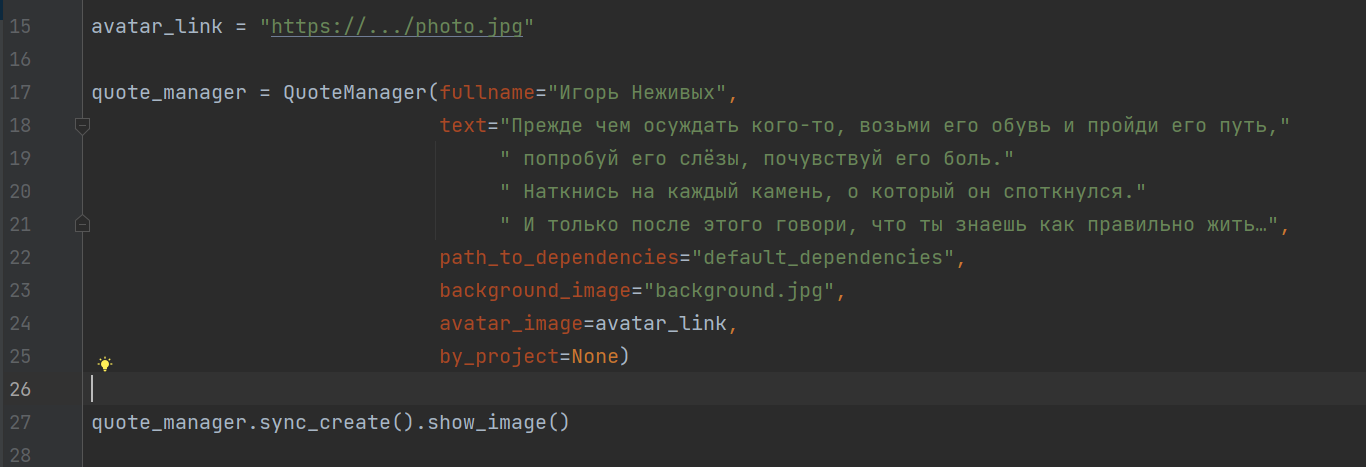 15 avatar_link = "https://.../photo.jpg"
16
17 quote_manager = QuoteManager(fullname="Игорь Неживых",
18 text="Прежде чем осуждать кого-то, возьми его обувь и пройди его путь,"
19 " попробуй его слёзы, почувствуй его боль."
20 " Наткнись на каждый камень, о который он споткнулся."
21 " И только после этого говори, что ты знаешь как правильно жить…",
22 path_to_dependencies="default_dependencies",
23 background_image="background.jpg",
24 avatar_image=avatar_link,
25 by_project=None)
26
27 quote_manager.sync_create().show_image()
28